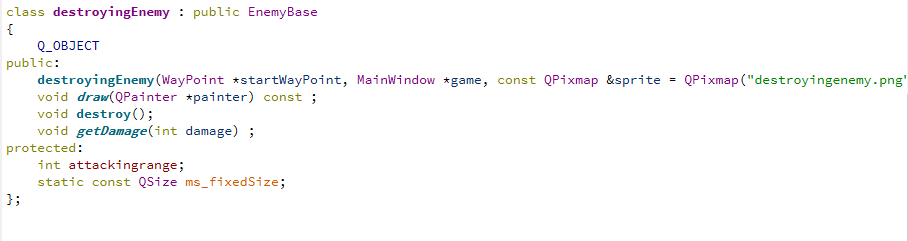 class destroyingEnemy : public EnemyBase
{
    Q_OBJECT
public:
    destroyingEnemy(WayPoint *startWayPoint, MainWindow *game, const QPixmap &sprite = QPixmap("destroyingenemy.png"
    void draw(QPainter *painter) const ;
    void destroy();
    void getDamage(int damage) ;
protected:
    int attackingrange;
    static const QSize ms_fixedSize;
};